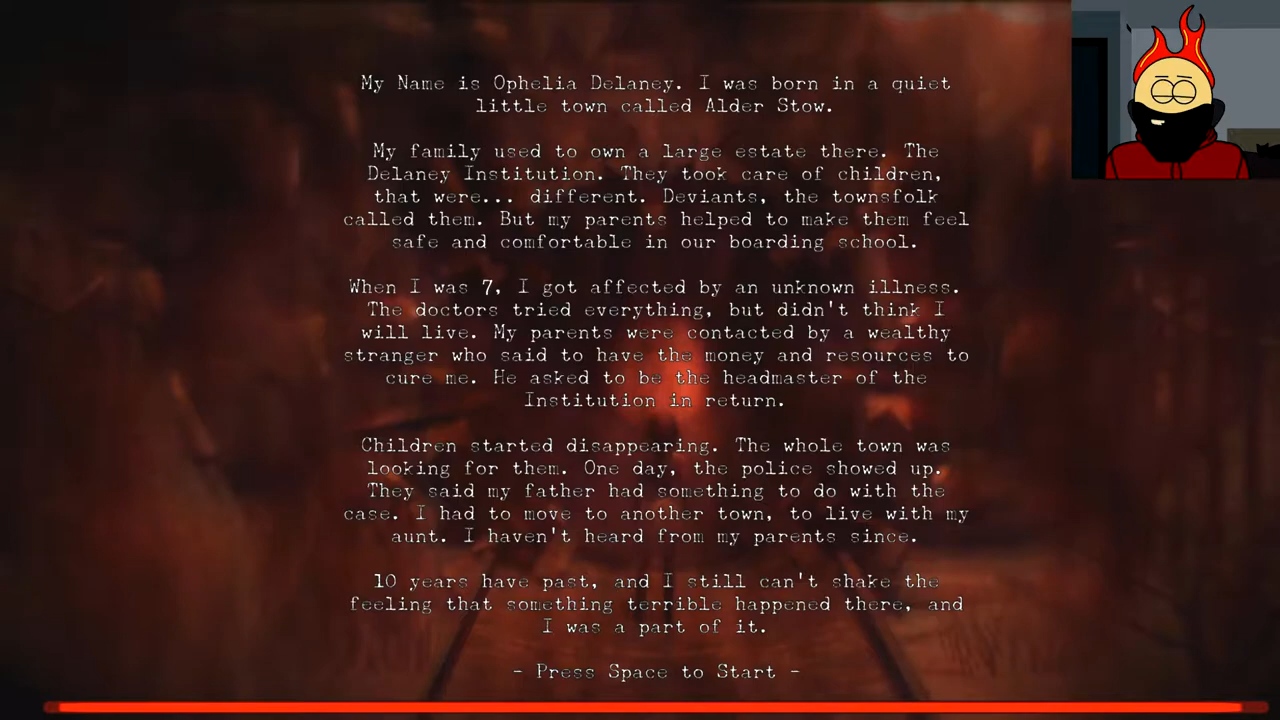 My Name is Ophelia Delaney. I was born in a quiet
little town called Alder Stow.
My family used to own a large estate there. The
Delaney Institution. They took care of children,
that were... different. Deviants, the townsfolk
called them. But my parents helped to make them feel
safe and comfortable in our boarding school.
When I was 7, I got affected by an unknown illness.
The doctors tried everything, but didn't think I
will live. My parents were contacted by a wealthy
stranger who said to have the money and resources to
cure me. He asked to be the headmaster of the
Institution in return.
Children started disappearing. The whole town was
looking for them. One day, the police showed up.
They said my father had something to do with the
case. I had to move to another town, to live with my
aunt. I haven't heard from my parents since.
10 years have past, and I still can't shake the
feeling that something terrible happened there, and
I was a part of it.
- Press Space to Start -